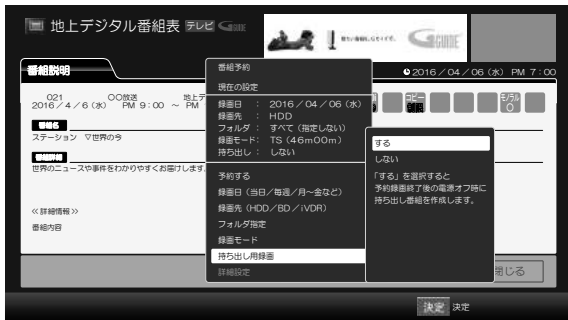 地上デジタル番組表 テレビ G-GUIDE
G-GUIDE
番組説明
2016/04/06 (水) PM 7:00
021 〇〇放送 地上デ
2016/4/6(水) PM 9:00 ～ PM
コピー
制限
モノラル
番組名
ステーション ▽世界の今
番組詳細
世界のニュースや事件をわかりやすくお届けします。
≪詳細情報≫
番組内容
番組予約
現在の設定
録画日 : 2016/04/06 (水)
録画先 : HDD
フォルダ : すべて (指定しない)
録画モード: TS (46m00m)
持ち出し : しない
予約する
録画日 (当日/毎週/月～金など)
録画先 (HDD/BD/iVDR)
フォルダ指定
録画モード
持ち出し用録画
詳細設定
する
しない
「する」を選択すると
予約録画終了後の電源オフ時に
持ち出し番組を作成します。
閉じる
決定 決定